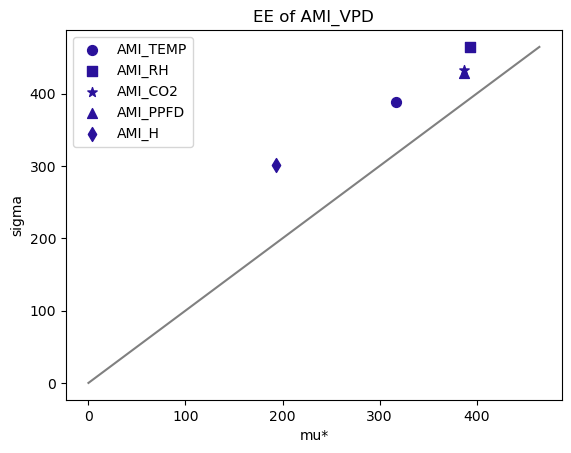 EE of AMI_VPD
AMI_TEMP
AMI_RH
AMI_CO2
AMI_PPFD
AMI_H
sigma
400
300
200
100
0
0 100 200 300 400
mu*